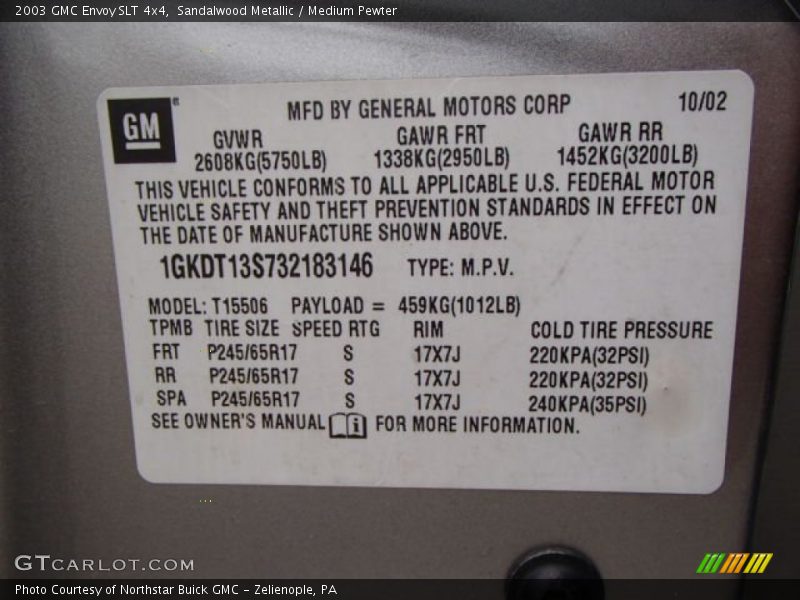 2003 GMC Envoy SLT 4x4,  Sandalwood Metallic / Medium Pewter
GM®
MFD BY GENERAL MOTORS CORP 10/02
GVWR GAWR FRT GAWR RR
2608KG(5750LB) 1338KG(2950LB) 1452KG(3200LB)
THIS VEHICLE CONFORMS TO ALL APPLICABLE U.S. FEDERAL MOTOR
VEHICLE SAFETY AND THEFT PREVENTION STANDARDS IN EFFECT ON
THE DATE OF MANUFACTURE SHOWN ABOVE.
1GKDT13S732183146 TYPE: M.P.V.
MODEL: T15506 PAYLOAD = 459KG(1012LB)
TPMB TIRE SIZE SPEED RTG RIM COLD TIRE PRESSURE
FRT P245/65R17 S 17X7J 220KPA(32PSI)
RR P245/65R17 S 17X7J 220KPA(32PSI)
SPA P245/65R17 S 17X7J 240KPA(35PSI)
SEE OWNER'S MANUAL i FOR MORE INFORMATION.
GTCARLOT.COM
Photo Courtesy of Northstar Buick GMC - Zelienople, PA